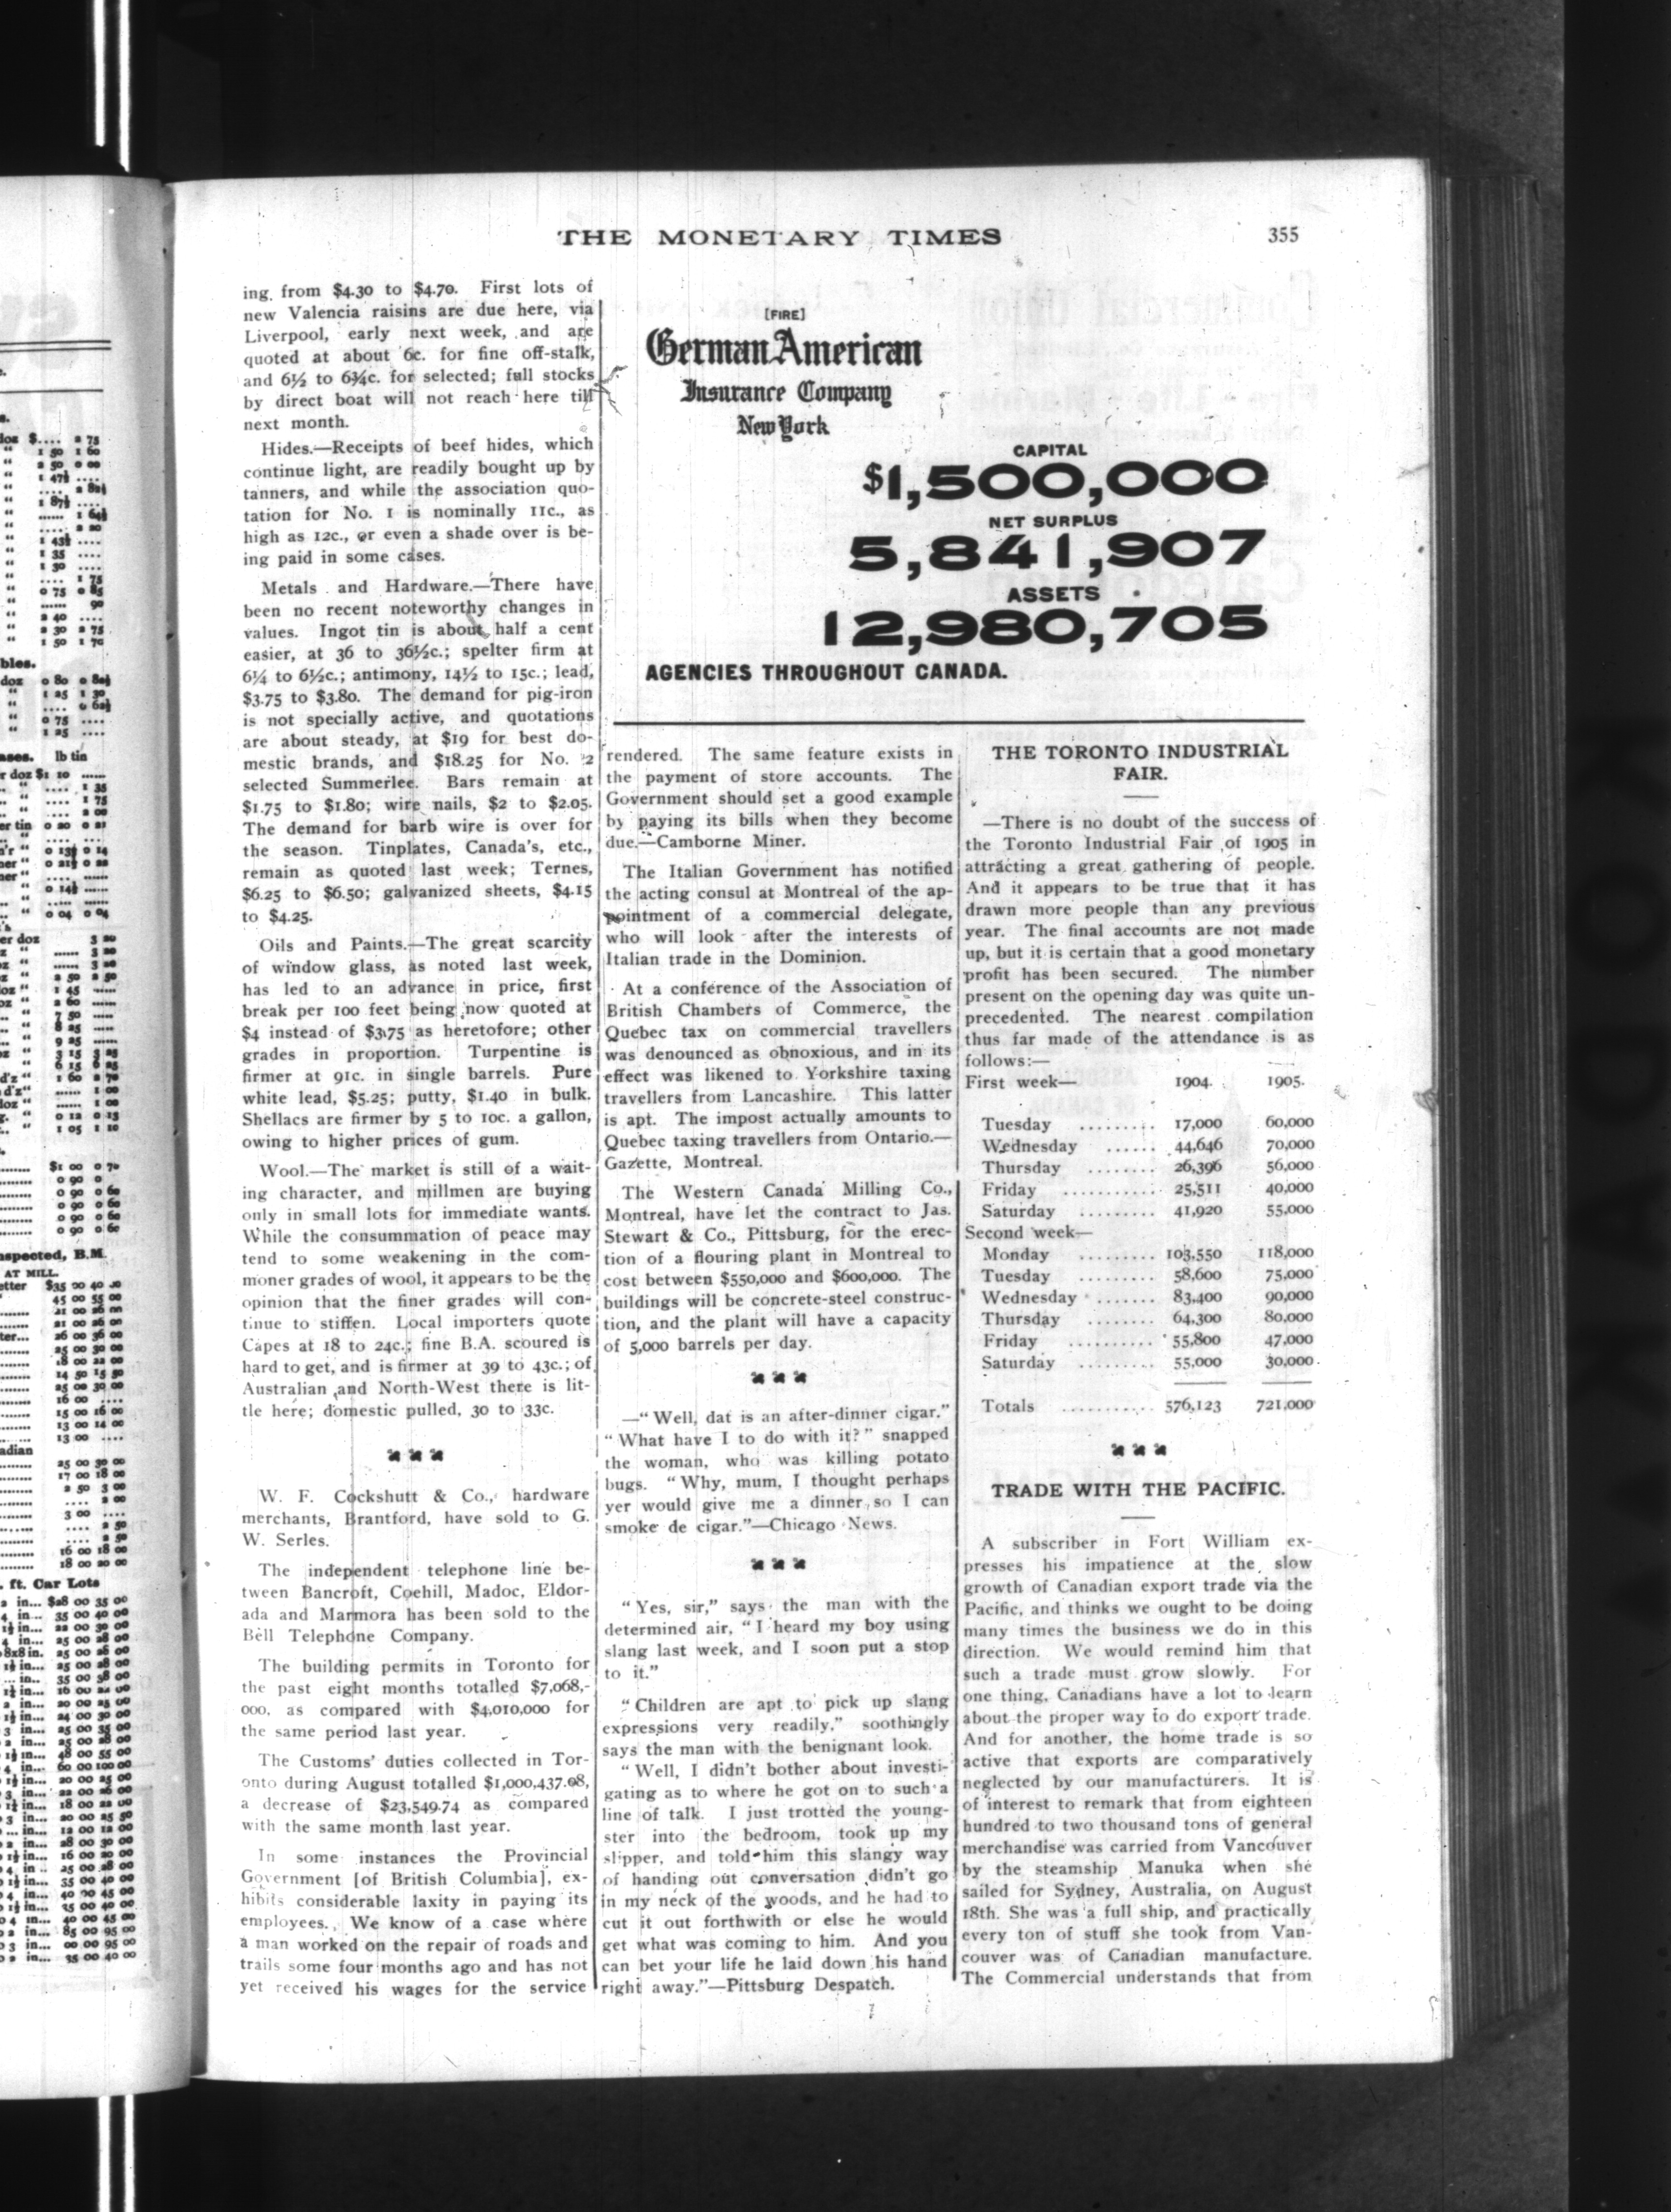 THE MONETARY TIMES
355
ing from $4.30 to $4.70. First lots of
new Valencia raisins are due here, via
Liverpool, early next week, and are
quoted at about 6c. for fine off-stalk,
and 6½ to 6¾c. for selected; full stocks
by direct boat will not reach here till
next month.
Hides.—Receipts of beef hides, which
continue light, are readily bought up by
tanners, and while the association quo-
tation for No. 1 is nominally 11c., as
high as 12c., or even a shade over is be-
ing paid in some cases.
Metals and Hardware.—There have
been no recent noteworthy changes in
values. Ingot tin is about half a cent
easier, at 36 to 36½c.; spelter firm at
6¼ to 6½c.; antimony, 14½ to 15c.; lead,
$3.75 to $3.80. The demand for pig-iron
is not specially active, and quotations
are about steady, at $19 for best do-
mestic brands, and $18.25 for No. 2
selected Summerlee. Bars remain at
$1.75 to $1.80; wire nails, $2 to $2.05.
The demand for barb wire is over for
the season. Tinplates, Canada's, etc.,
remain as quoted last week; Ternes,
$6.25 to $6.50; galvanized sheets, $4.15
to $4.25.
Oils and Paints.—The great scarcity
of window glass, as noted last week,
has led to an advance in price, first
break per 100 feet being now quoted at
$4 instead of $3.75 as heretofore; other
grades in proportion. Turpentine is
firmer at 91c. in single barrels. Pure
white lead, $5.25; putty, $1.40 in bulk.
Shellacs are firmer by 5 to 10c. a gallon,
owing to higher prices of gum.
Wool.—The market is still of a wait-
ing character, and millmen are buying
only in small lots for immediate wants.
While the consummation of peace may
tend to some weakening in the com-
moner grades of wool, it appears to be the
opinion that the finer grades will con-
tinue to stiffen. Local importers quote
Capes at 18 to 24c.; fine B.A. scoured is
hard to get, and is firmer at 39 to 43c.; of
Australian and North-West there is lit-
tle here; domestic pulled, 30 to 33c.
W. F. Cockshutt & Co., hardware
merchants, Brantford, have sold to G.
W. Serles.
The independent telephone line be-
tween Bancroft, Coehill, Madoc, Eldor-
ada and Marmora has been sold to the
Bell Telephone Company.
The building permits in Toronto for
the past eight months totalled $7,068,-
000, as compared with $4,010,000 for
the same period last year.
The Customs' duties collected in Tor-
onto during August totalled $1,000,437.08,
a decrease of $23,549.74 as compared
with the same month last year.
In some instances the Provincial
Government [of British Columbia], ex-
hibits considerable laxity in paying its
employees. We know of a case where
a man worked on the repair of roads and
trails some four months ago and has not
yet received his wages for the service
[FIRE]
German American
Insurance Company
New York
CAPITAL
$1,500,000
NET SURPLUS
5,841,907
ASSETS
12,980,705
AGENCIES THROUGHOUT CANADA.
rendered. The same feature exists in
the payment of store accounts. The
Government should set a good example
by paying its bills when they become
due.—Camborne Miner.
The Italian Government has notified
the acting consul at Montreal of the ap-
pointment of a commercial delegate,
who will look after the interests of
Italian trade in the Dominion.
At a conference of the Association of
British Chambers of Commerce, the
Quebec tax on commercial travellers
was denounced as obnoxious, and in its
effect was likened to Yorkshire taxing
travellers from Lancashire. This latter
is apt. The impost actually amounts to
Quebec taxing travellers from Ontario.—
Gazette, Montreal.
The Western Canada Milling Co.,
Montreal, have let the contract to Jas.
Stewart & Co., Pittsburg, for the erec-
tion of a flouring plant in Montreal to
cost between $550,000 and $600,000. The
buildings will be concrete-steel construc-
tion, and the plant will have a capacity
of 5,000 barrels per day.
—“Well, dat is an after-dinner cigar.”
“What have I to do with it?” snapped
the woman, who was killing potato
bugs. “Why, mum, I thought perhaps
yer would give me a dinner, so I can
smoke de cigar.”—Chicago News.
“Yes, sir,” says the man with the
determined air, “I heard my boy using
slang last week, and I soon put a stop
to it.”
“Children are apt to pick up slang
expressions very readily,” soothingly
says the man with the benignant look.
“Well, I didn't bother about investi-
gating as to where he got on to such a
line of talk. I just trotted the young-
ster into the bedroom, took up my
slipper, and told him this slangy way
of handing out conversation didn't go
in my neck of the woods, and he had to
cut it out forthwith or else he would
get what was coming to him. And you
can bet your life he laid down his hand
right away.”—Pittsburg Despatch.
THE TORONTO INDUSTRIAL
FAIR.
—There is no doubt of the success of
the Toronto Industrial Fair of 1905 in
attracting a great gathering of people.
And it appears to be true that it has
drawn more people than any previous
year. The final accounts are not made
up, but it is certain that a good monetary
profit has been secured. The number
present on the opening day was quite un-
precedented. The nearest compilation
thus far made of the attendance is as
follows:—
First week— 1904. 1905.
Tuesday ......... 17,000 60,000
Wednesday ...... 44,646 70,000
Thursday ........ 26,396 56,000
Friday ........... 25,511 40,000
Saturday ......... 41,920 55,000
Second week—
Monday ......... 103,550 118,000
Tuesday ......... 58,600 75,000
Wednesday ....... 83,400 90,000
Thursday ........ 64,300 80,000
Friday .......... 55,800 47,000
Saturday ......... 55,000 30,000
Totals ........... 576,123 721,000
TRADE WITH THE PACIFIC.
A subscriber in Fort William ex-
presses his impatience at the slow
growth of Canadian export trade via the
Pacific, and thinks we ought to be doing
many times the business we do in this
direction. We would remind him that
such a trade must grow slowly. For
one thing, Canadians have a lot to learn
about the proper way to do export trade.
And for another, the home trade is so
active that exports are comparatively
neglected by our manufacturers. It is
of interest to remark that from eighteen
hundred to two thousand tons of general
merchandise was carried from Vancouver
by the steamship Manuka when she
sailed for Sydney, Australia, on August
18th. She was a full ship, and practically
every ton of stuff she took from Van-
couver was of Canadian manufacture.
The Commercial understands that from